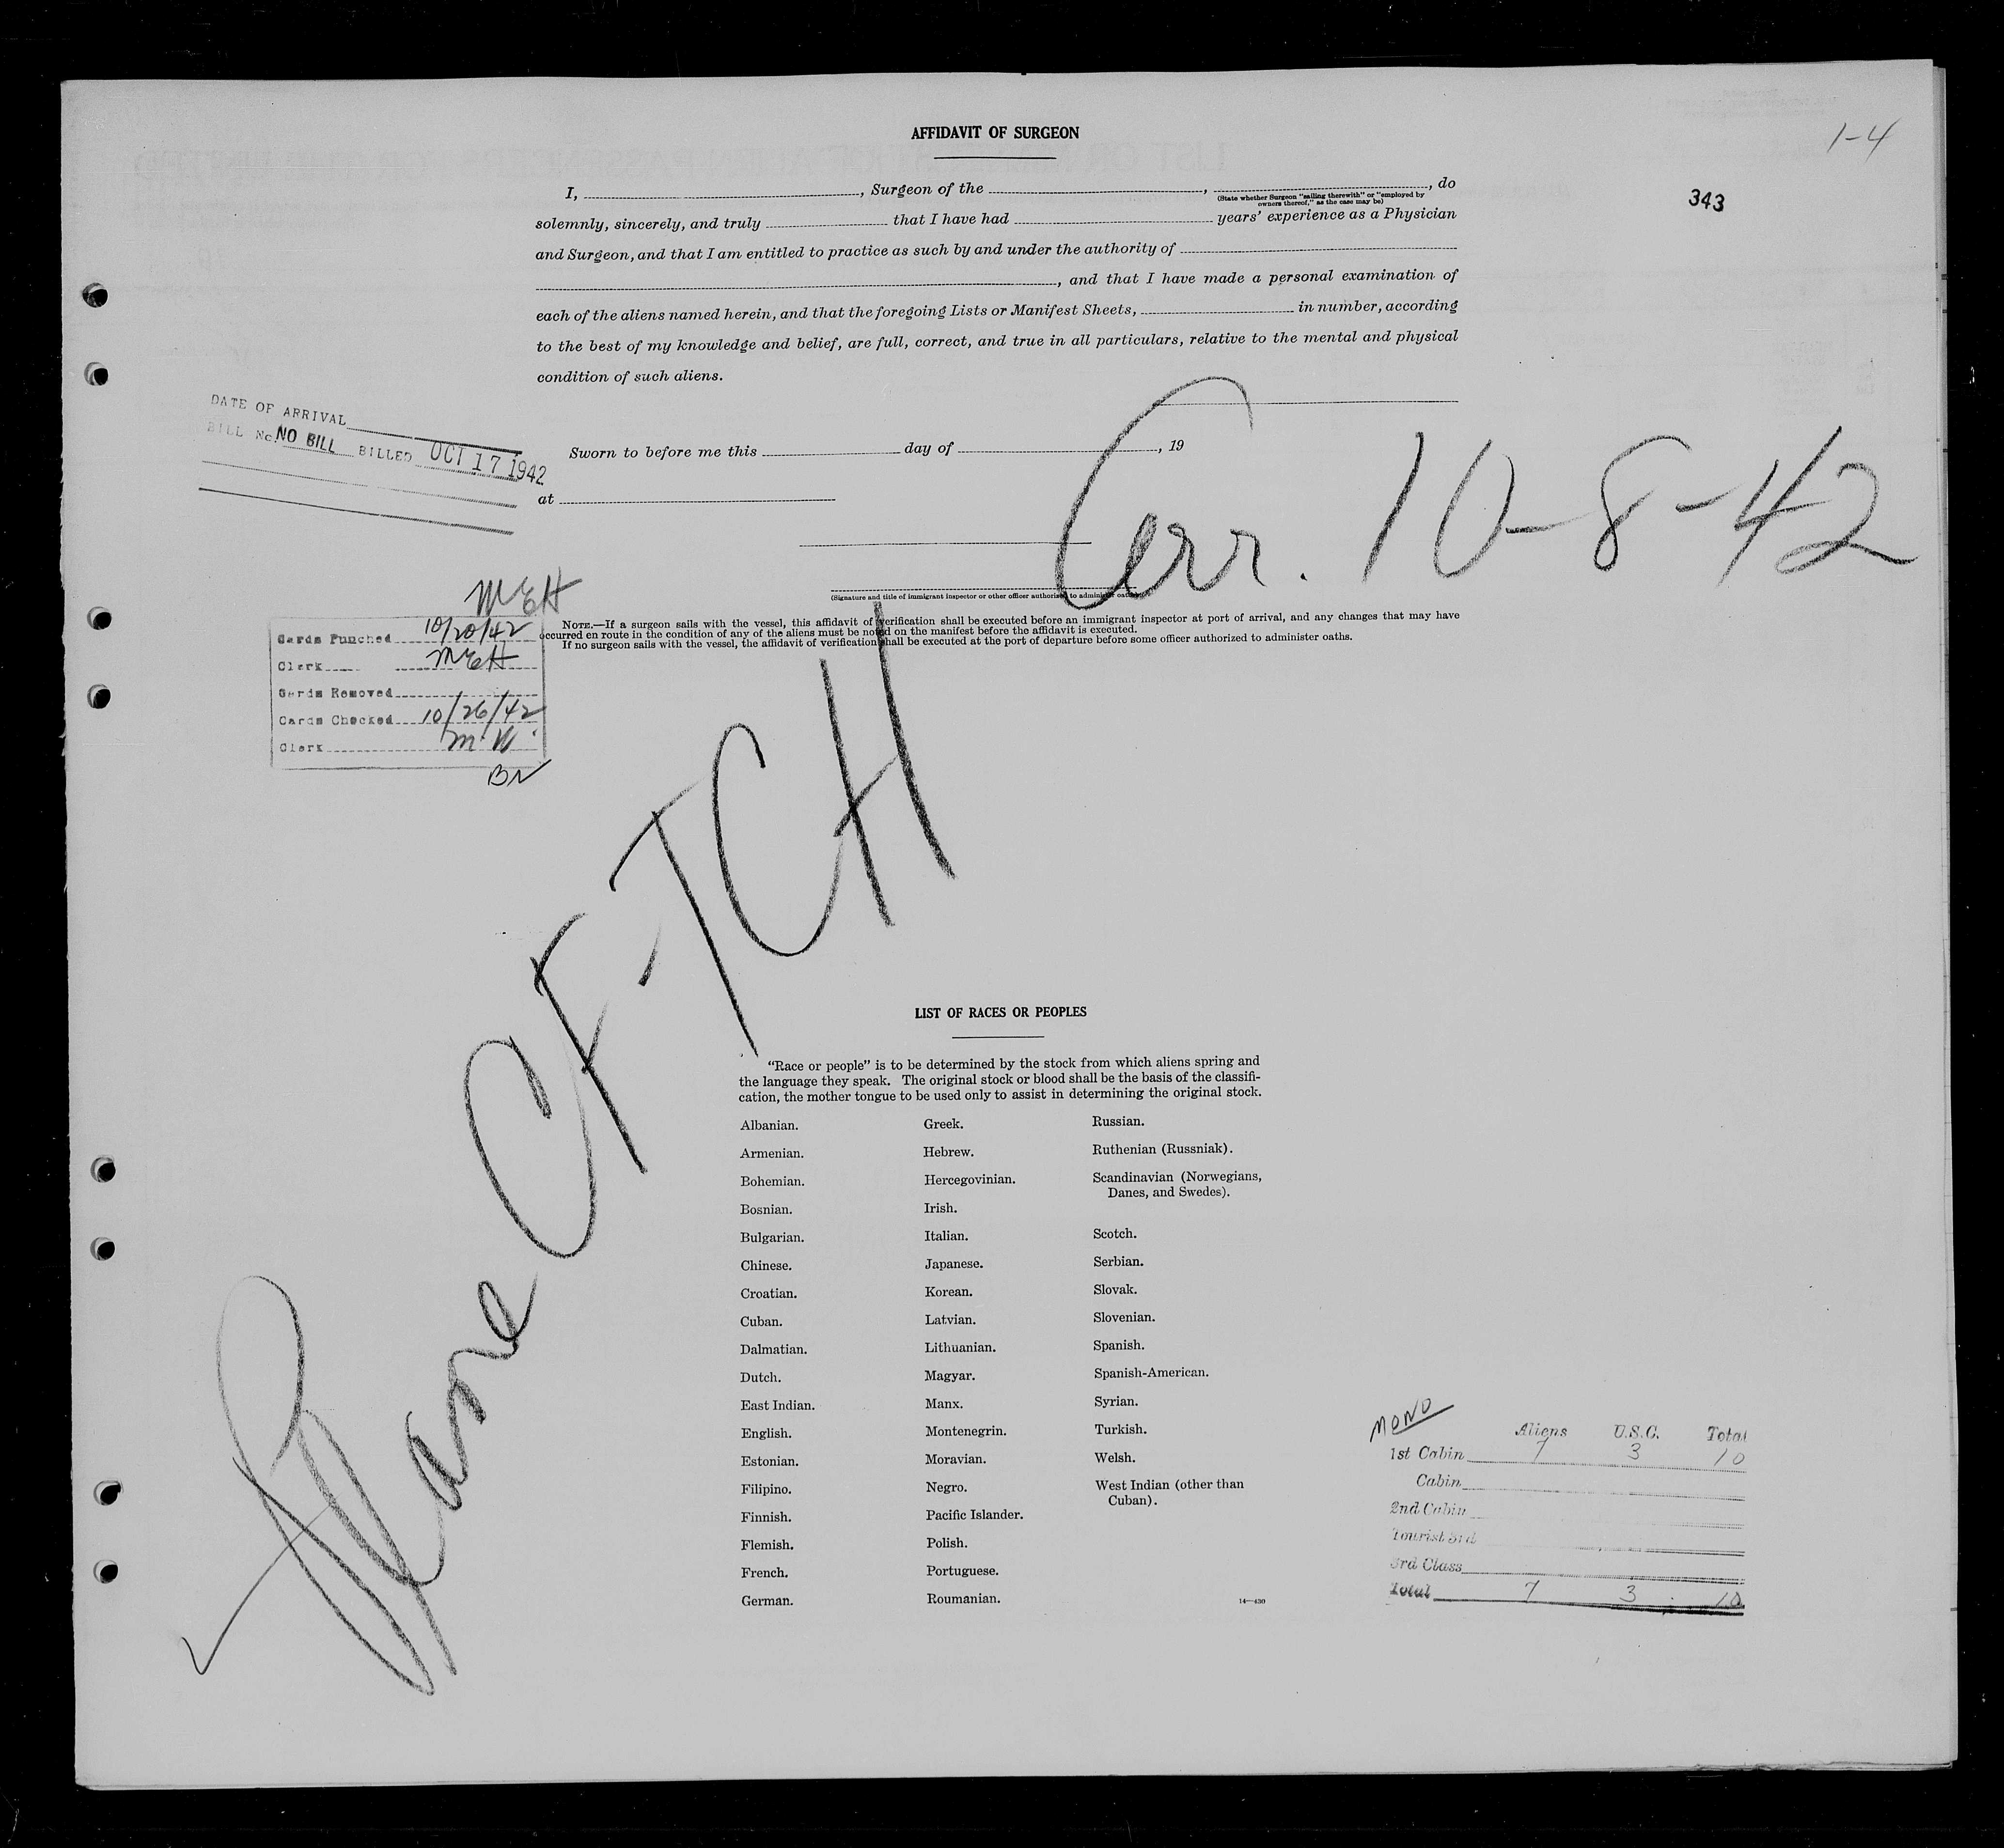 AFFIDAVIT OF SURGEON
1-4
343
I, , Surgeon of the , , do
(State whether Surgeon "sailing therewith" or "employed by
owners thereof," as the case may be)
solemnly, sincerely, and truly that I have had years' experience as a Physician
and Surgeon, and that I am entitled to practice as such by and under the authority of
, and that I have made a personal examination of
each of the aliens named herein, and that the foregoing Lists or Manifest Sheets, in number, according
to the best of my knowledge and belief, are full, correct, and true in all particulars, relative to the mental and physical
condition of such aliens.
DATE OF ARRIVAL
BILL No. NO BILL BILLED OCT 17 1942
Sworn to before me this day of , 19
at
Arr. 10-8-42
(Signature and title of immigrant inspector or other officer authorized to administer oaths)
NOTE.—If a surgeon sails with the vessel, this affidavit of verification shall be executed before an immigrant inspector at port of arrival, and any changes that may have
occurred en route in the condition of any of the aliens must be noted on the manifest before the affidavit is executed.
If no surgeon sails with the vessel, the affidavit of verification shall be executed at the port of departure before some officer authorized to administer oaths.
MEH
Cards Punched 10/20/42
Clerk MEH
Cards Removed
Cards Checked 10/26/42
Clerk
BN
Plane CF-TCH
LIST OF RACES OR PEOPLES
"Race or people" is to be determined by the stock from which aliens spring and
the language they speak. The original stock or blood shall be the basis of the classifi-
cation, the mother tongue to be used only to assist in determining the original stock.
Albanian. Greek. Russian.
Armenian. Hebrew. Ruthenian (Russniak).
Bohemian. Hercegovinian. Scandinavian (Norwegians,
Danes, and Swedes).
Bosnian. Irish.
Bulgarian. Italian. Scotch.
Chinese. Japanese. Serbian.
Croatian. Korean. Slovak.
Cuban. Latvian. Slovenian.
Dalmatian. Lithuanian. Spanish.
Dutch. Magyar. Spanish-American.
East Indian. Manx. Syrian.
English. Montenegrin. Turkish.
Estonian. Moravian. Welsh.
Filipino. Negro. West Indian (other than
Cuban).
Finnish. Pacific Islander.
Flemish. Polish.
French. Portuguese.
German. Roumanian.
14—430
MONO
Aliens U.S.C. Total
1st Cabin 7 3 10
Cabin
2nd Cabin
Tourist 3rd
3rd Class
Total 7 3 10